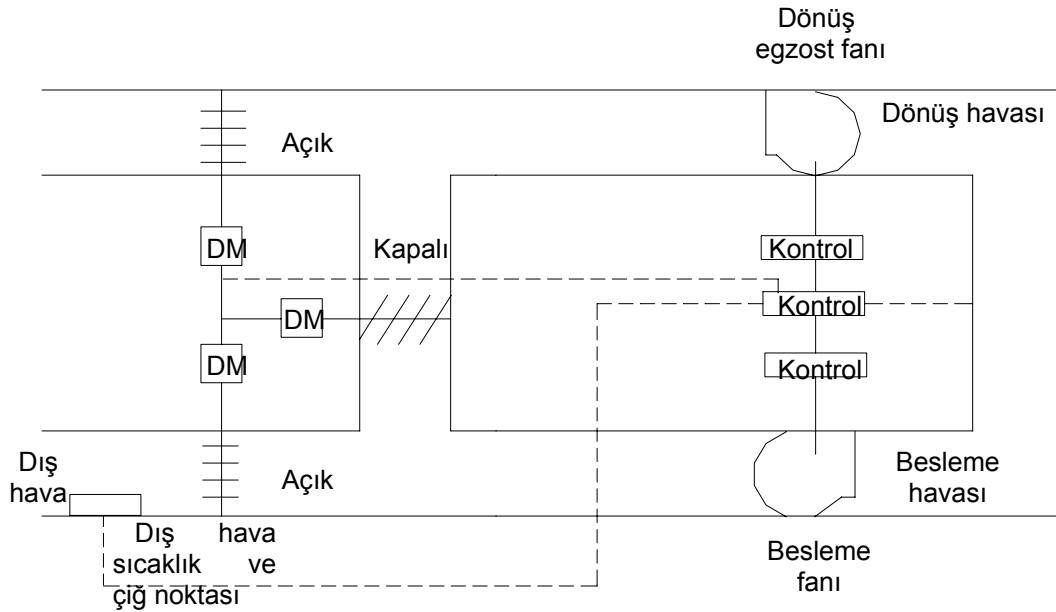 Dönüş
egzost fanı
Dönüş havası
Açık
DM
Kapalı
Kontrol
DM
Kontrol
DM
Kontrol
Açık
Dış
hava
Besleme
havası
Dış hava
sıcaklık ve
çiğ noktası
Besleme
fanı